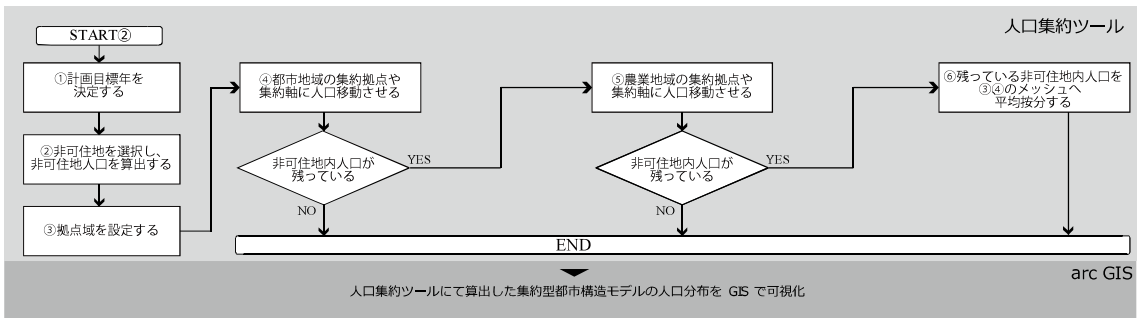 人口集約ツール
START②
①計画目標年を
決定する
②非可住地を選択し、
非可住地人口を算出する
③拠点域を設定する
④都市地域の集約拠点や
集約軸に人口移動させる
非可住地内人口が
残っている
YES
NO
⑤農業地域の集約拠点や
集約軸に人口移動させる
非可住地内人口が
残っている
YES
NO
⑥残っている非可住地内人口を
③④のメッシュへ
平均按分する
END
arc GIS
人口集約ツールにて算出した集約型都市構造モデルの人口分布を GIS で可視化